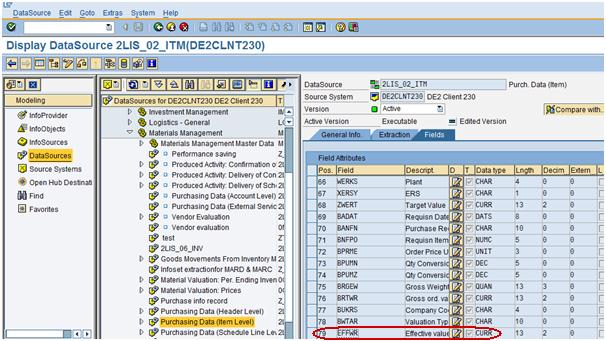 DataSource Edit Goto Extras System Help
Display DataSource 2LIS_02_ITM(DE2CLNT230)
Modeling
InfoProvider
InfoObjects
InfoSources
DataSources
Source Systems
Open Hub Destinati
Find
Favorites
DataSources for DE2CLNT230 DE2 Client 230
Investment Management
Logistics - General
Materials Management
Materials Management Master Data
Performance saving
Produced Activity: Confirmation o
Produced Activity: Delivery of Con
Produced Activity: Delivery of Sche
Purchasing Data (Account Level)
Purchasing Data (External Servic
Vendor evaluation
test
2LIS_06_INV
Goods Movements From Inventory M
Infoset extractionfor MARD & MARC
Material Valuation: Per. Ending Inven
Material Valuation: Prices
Purchase info record
Purchasing Data (Header Level)
Purchasing Data (Item Level)
Purchasing Data (Schedule Line Lev
DataSource 2LIS_02_ITM Purch. Data (Item)
Source System DE2CLNT230 DE2 Client 230
Version Active Compare with...
Active Version Executable Edited Version
General Info. Extraction Fields
Field Attributes
Pos. Field Descript. D T Data type Lngth Decim Extern L
66 WERKS Plant CHAR 4 0 0
67 XERSY ERS CHAR 1 0 0
68 ZWERT Target Value CURR 13 2 0
69 BADAT Requisn Date DATS 8 0 0
70 BANFN Purchase Req CHAR 10 0 0
71 BNFPO Requisn Item NUMC 5 0 0
72 BPRME Order Price U UNIT 3 0 0
73 BPUMN Qty Conversio DEC 5 0 0
74 BPUMZ Qty Conversio DEC 5 0 0
75 BRGEW Gross Weight QUAN 13 3 0
76 BRTWR Gross ord. va CURR 13 2 0
77 BUKRS Company Co CHAR 4 0 0
78 BWTAR Valuation Typ CHAR 10 0 0
79 EFFWR Effective value CURR 13 2 0